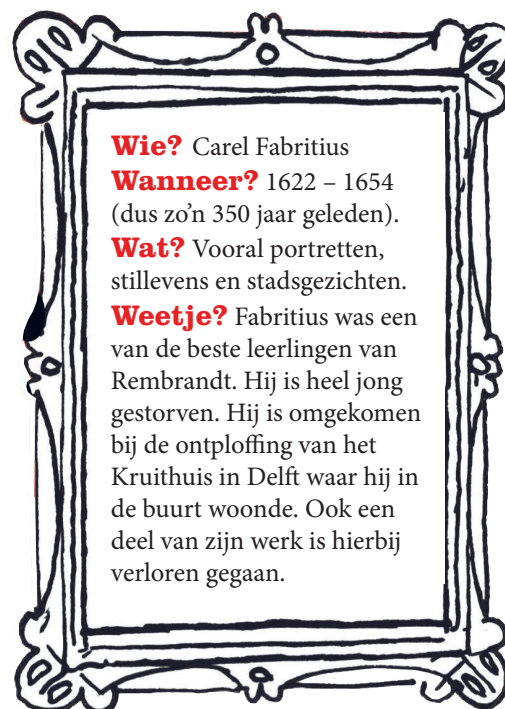 Wie? Carel Fabritius
Wanneer? 1622 – 1654
(dus zo’n 350 jaar geleden).
Wat? Vooral portretten,
stillevens en stadsgezichten.
Weetje? Fabritius was een
van de beste leerlingen van
Rembrandt. Hij is heel jong
gestorven. Hij is omgekomen
bij de ontploffing van het
Kruithuis in Delft waar hij in
de buurt woonde. Ook een
deel van zijn werk is hierbij
verloren gegaan.